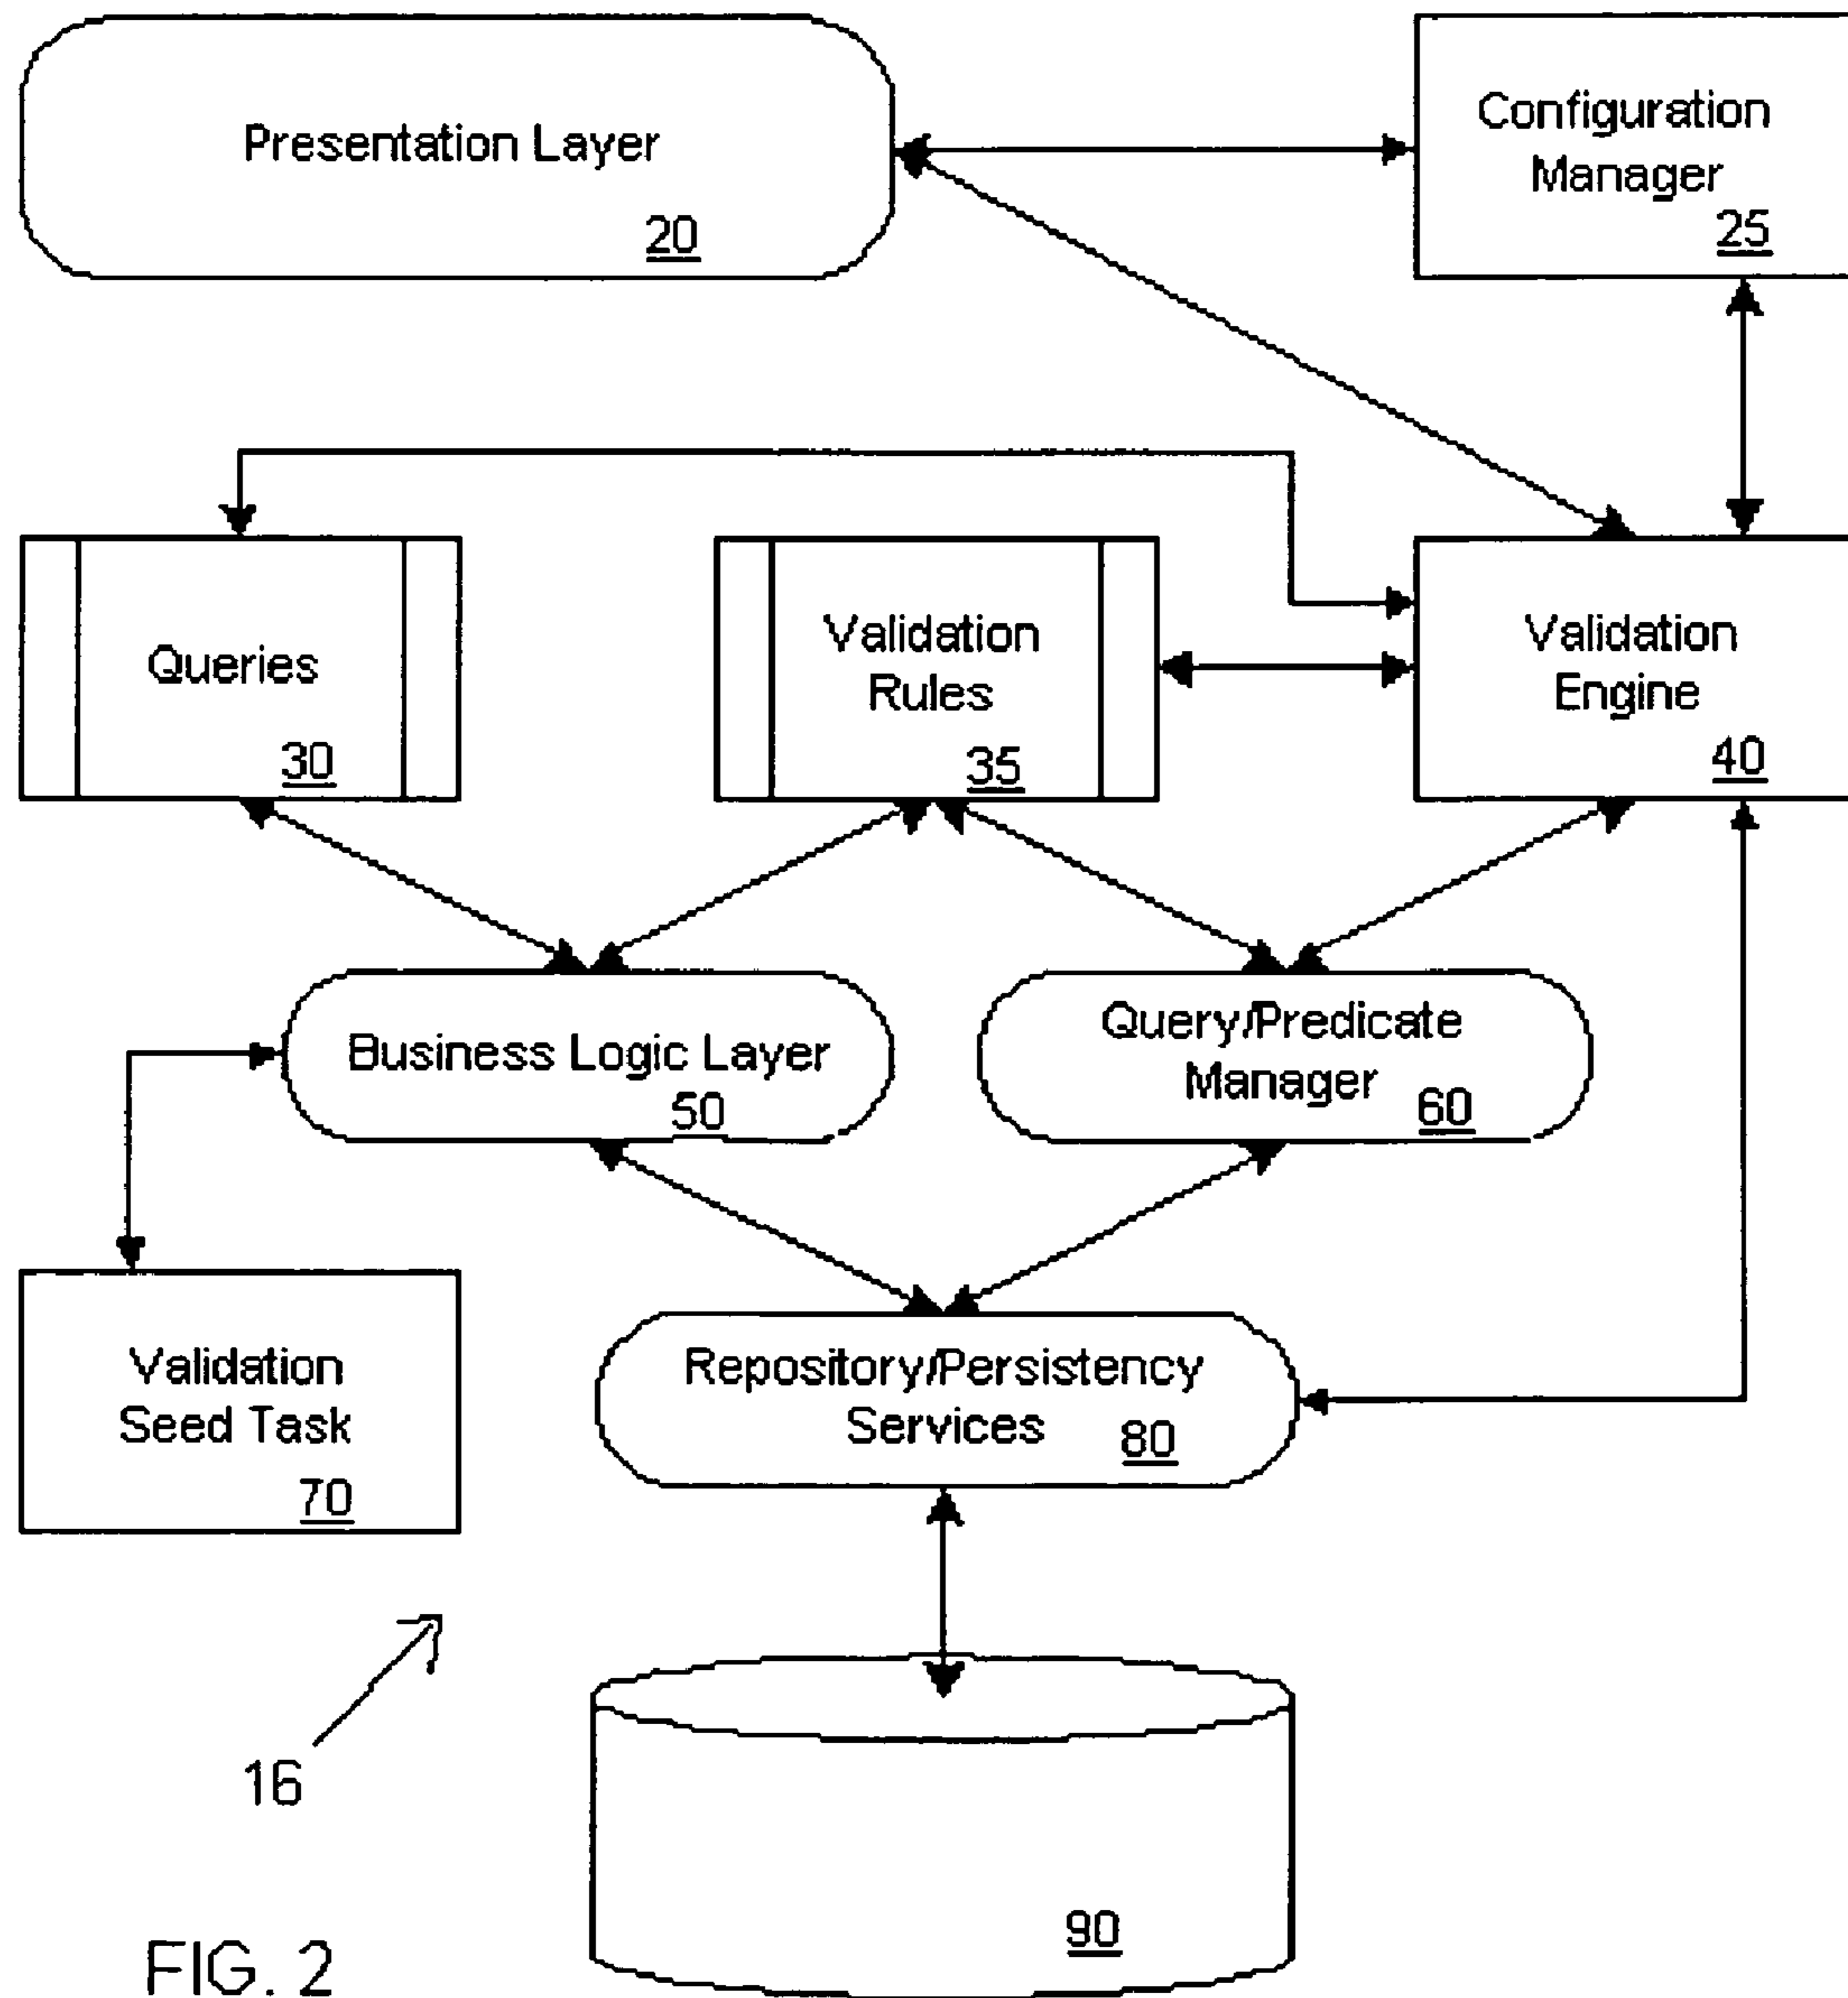 Presentation Layer
20
Configuration
Manager
25
Queries
30
Validation
Rules
35
Validation
Engine
40
Business Logic Layer
50
Query/Predicate
Manager
60
Validation
Seed Task
70
Repository/Persistency
Services
80
16
90
FIG. 2